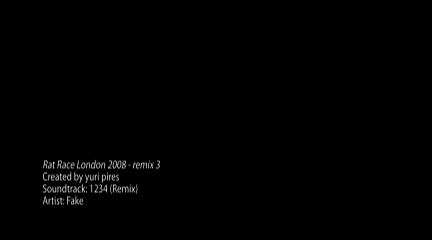 Rat Race London 2008 - remix 3
Created by yuri pires
Soundtrack: 1234 (Remix)
Artist: Fake